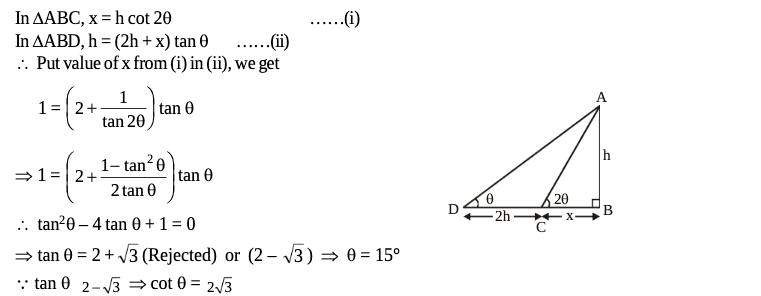 In ΔABC, x = h cot 2θ ……(i)
In ΔABD, h = (2h + x) tan θ ……(ii)
∴ Put value of x from (i) in (ii), we get
1 = (2 + 1/tan 2θ) tan θ
⇒ 1 = (2 + (1 – tan²θ)/(2 tan θ)) tan θ
∴ tan²θ – 4 tan θ + 1 = 0
⇒ tan θ = 2 + √3 (Rejected) or (2 – √3) ⇒ θ = 15°
∵ tan θ 2–√3 ⇒ cot θ = 2√3
A
h
D θ 2θ B
2h C x